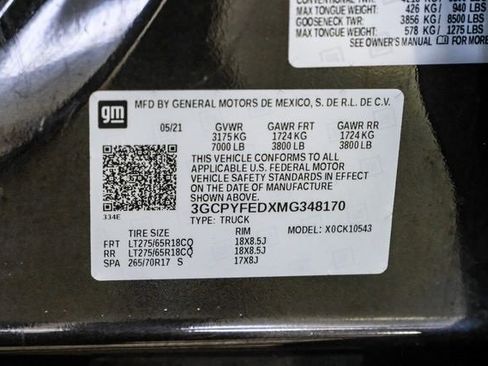 CONVENTIONAL TWR:
MAX TONGUE WT: 426 KG / 940 LBS
GOOSENECK TWR: 3856 KG / 8500 LBS
MAX TONGUE WT: 578 KG / 1275 LBS
SEE OWNER'S MANUAL FOR MORE
gm MFD BY GENERAL MOTORS DE MEXICO, S. DE R.L. DE C.V.
05/21 GVWR GAWR FRT GAWR RR
3175 KG 1724 KG 1724 KG
7000 LB 3800 LB 3800 LB
THIS VEHICLE CONFORMS TO ALL
APPLICABLE U.S. FEDERAL MOTOR
VEHICLE SAFETY STANDARDS IN EFFECT
ON THE DATE OF MANUFACTURE SHOWN ABOVE.
3GCPYFEDXMG348170
334E
TYPE: TRUCK
TIRE SIZE RIM MODEL: X0CK10543
FRT LT275/65R18CQ 18X8.5J
RR LT275/65R18CQ 18X8.5J
SPA 265/70R17 S 17X8J